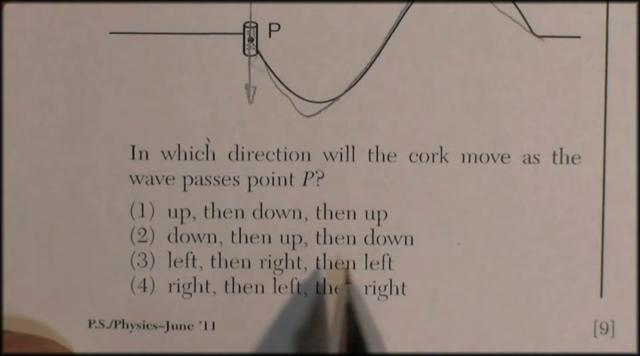 P
In which direction will the cork move as the
wave passes point P?
(1) up, then down, then up
(2) down, then up, then down
(3) left, then right, then left
(4) right, then left, then right
P.S./Physics–June '11
[9]